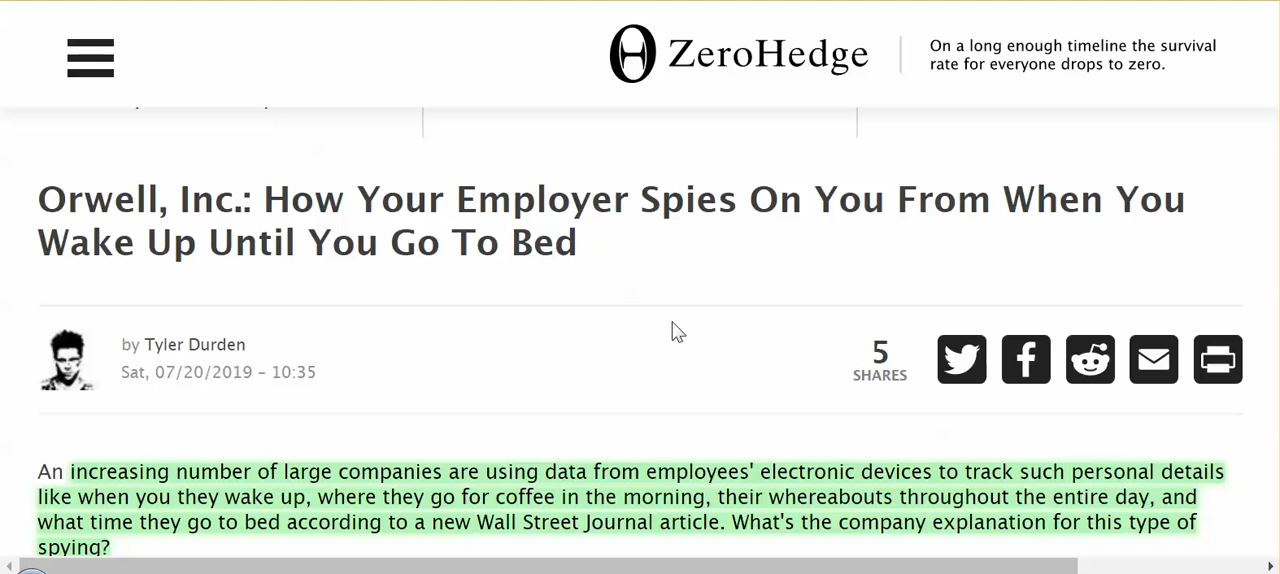 ZeroHedge
On a long enough timeline the survival
rate for everyone drops to zero.
Orwell, Inc.: How Your Employer Spies On You From When You
Wake Up Until You Go To Bed
by Tyler Durden
Sat, 07/20/2019 - 10:35
5
SHARES
An increasing number of large companies are using data from employees' electronic devices to track such personal details
like when you they wake up, where they go for coffee in the morning, their whereabouts throughout the entire day, and
what time they go to bed according to a new Wall Street Journal article. What's the company explanation for this type of
spying?